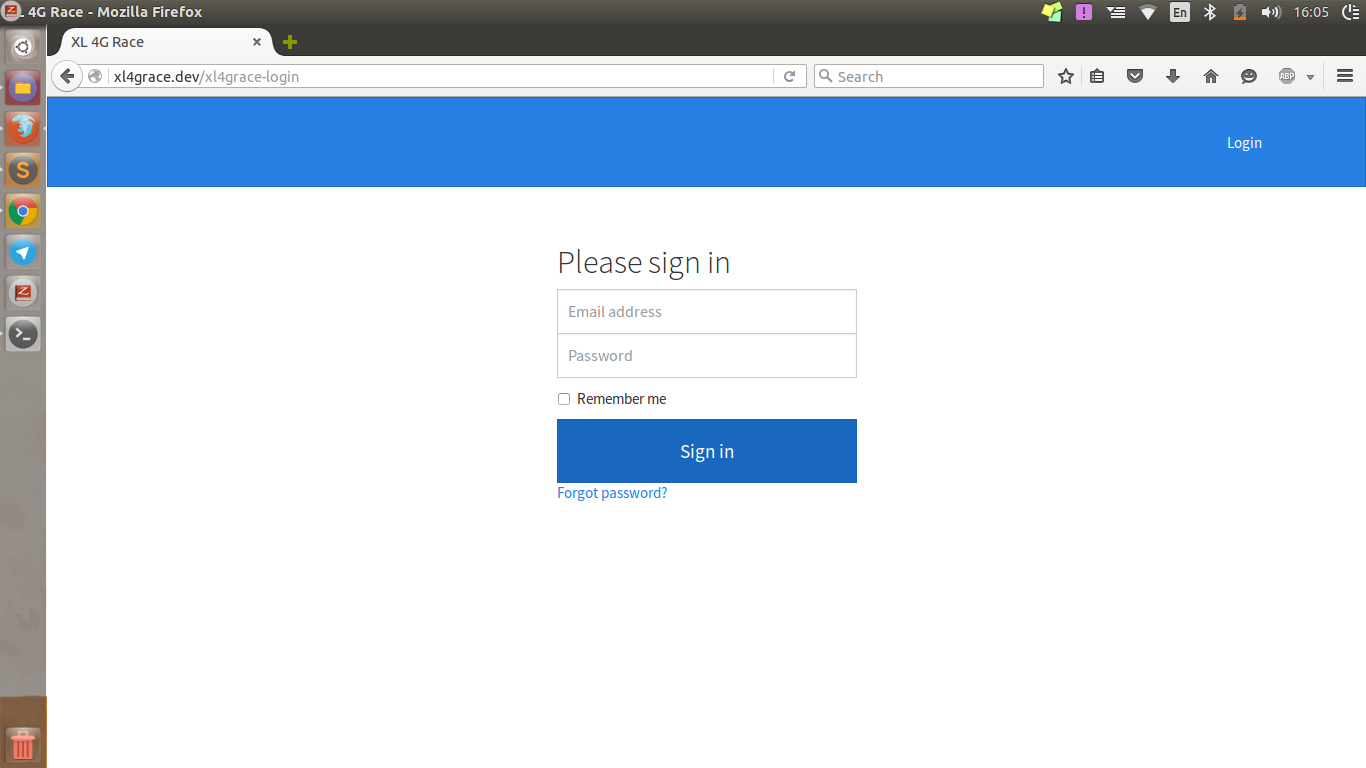 XL 4G Race - Mozilla Firefox
En
16:05
XL 4G Race
xl4grace.dev/xl4grace-login
Search
ABP
Login
Please sign in
Email address
Password
Remember me
Sign in
Forgot password?